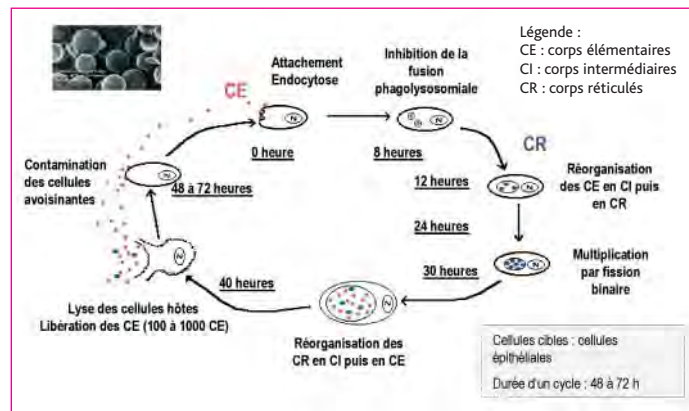 Légende :
CE : corps élémentaires
CI : corps intermédiaires
CR : corps réticulés
Attachement
Endocytose
Inhibition de la
fusion
phagolysosomiale
CE
N
N
0 heure
8 heures
CR
Contamination
des cellules
avoisinantes
N
48 à 72 heures
12 heures
N
Réorganisation
des CE en CI puis
en CR
24 heures
N
40 heures
30 heures
N
Multiplication
par fission
binaire
N
Lyse des cellules hôtes
Libération des CE (100 à 1000 CE)
Réorganisation des
CR en CI puis en CE
Cellules cibles : cellules
épithéliales
Durée d'un cycle : 48 à 72 h